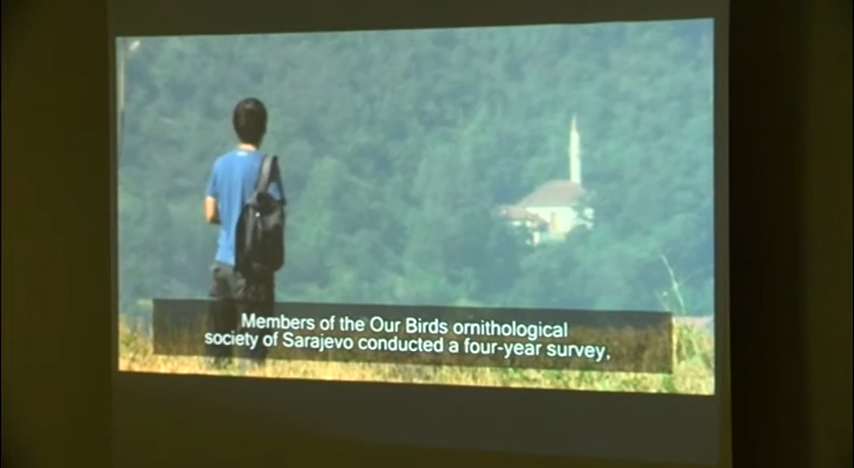 Members of the Our Birds ornithological
society of Sarajevo conducted a four-year survey,